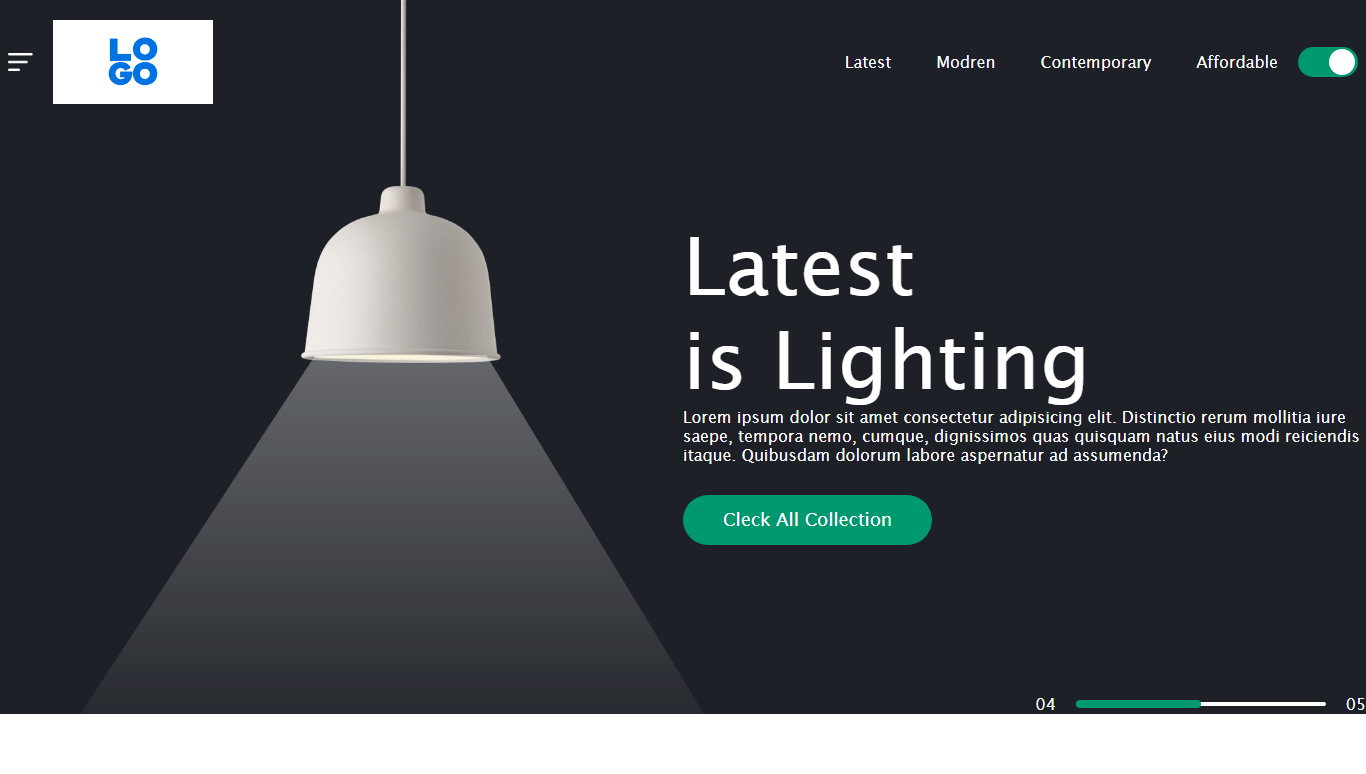 LO
GO
Latest Modren Contemporary Affordable
Latest
is Lighting
Lorem ipsum dolor sit amet consectetur adipisicing elit. Distinctio rerum mollitia iure
saepe, tempora nemo, cumque, dignissimos quas quisquam natus eius modi reiciendis
itaque. Quibusdam dolorum labore aspernatur ad assumenda?
Cleck All Collection
04 05